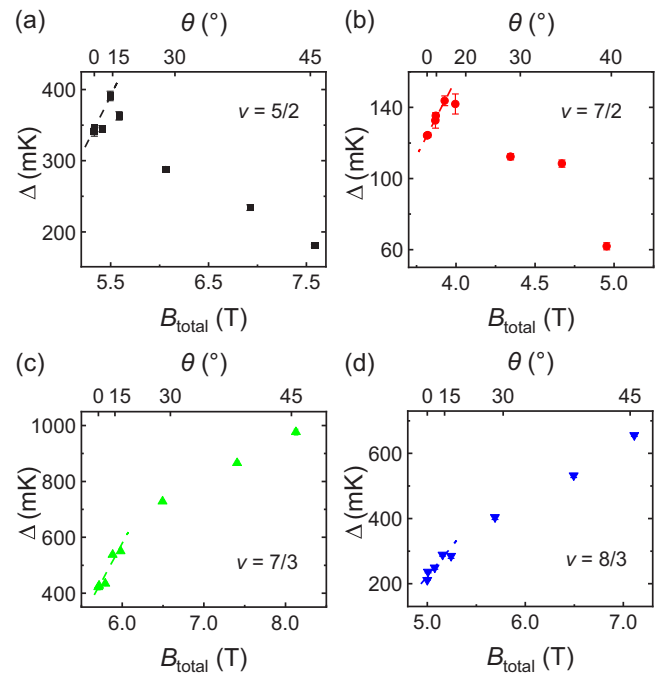 (a)
θ (°)
0 15 30 45
400
300
200
Δ (mK)
ν = 5/2
5.5 6.5 7.5
B_total (T)
(b)
θ (°)
0 20 30 40
140
100
60
Δ (mK)
ν = 7/2
4.0 4.5 5.0
B_total (T)
(c)
θ (°)
0 15 30 45
1000
800
600
400
Δ (mK)
ν = 7/3
6.0 7.0 8.0
B_total (T)
(d)
θ (°)
0 15 30 45
600
400
200
Δ (mK)
ν = 8/3
5.0 6.0 7.0
B_total (T)